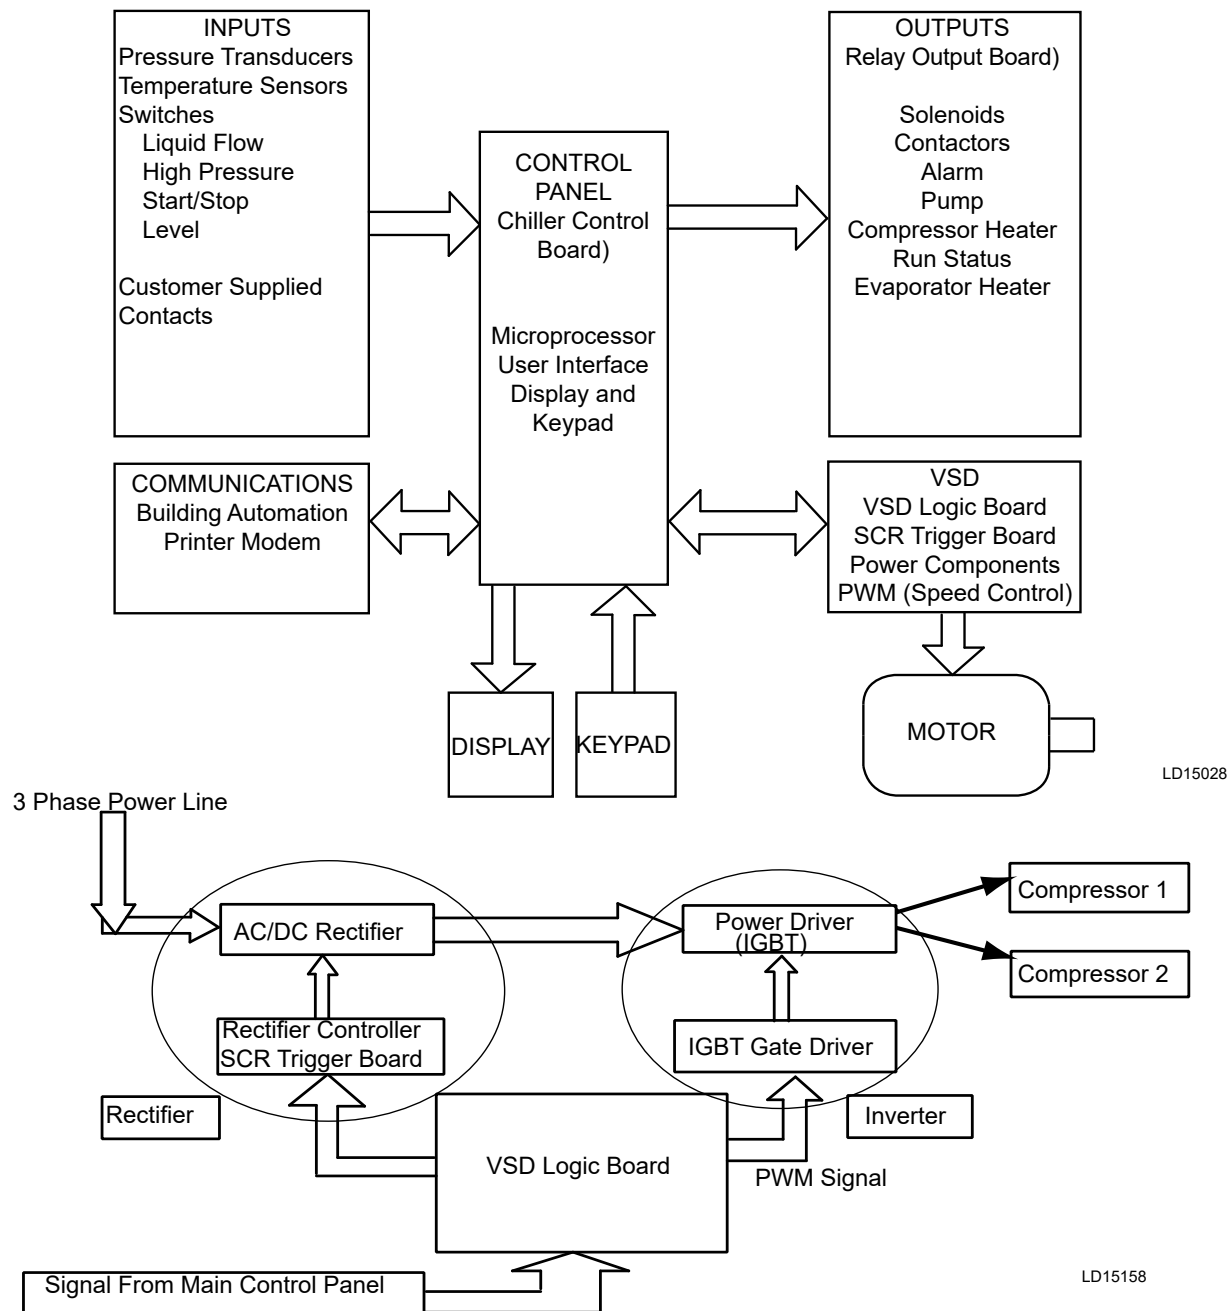 INPUTS
Pressure Transducers
Temperature Sensors
Switches
Liquid Flow
High Pressure
Start/Stop
Level
Customer Supplied
Contacts
CONTROL
PANEL
Chiller Control
Board)
Microprocessor
User Interface
Display and
Keypad
OUTPUTS
Relay Output Board)
Solenoids
Contactors
Alarm
Pump
Compressor Heater
Run Status
Evaporator Heater
COMMUNICATIONS
Building Automation
Printer Modem
VSD
VSD Logic Board
SCR Trigger Board
Power Components
PWM (Speed Control)
DISPLAY
KEYPAD
MOTOR
LD15028
3 Phase Power Line
AC/DC Rectifier
Power Driver
(IGBT)
Compressor 1
Compressor 2
Rectifier Controller
SCR Trigger Board
IGBT Gate Driver
Rectifier
Inverter
VSD Logic Board
PWM Signal
Signal From Main Control Panel
LD15158